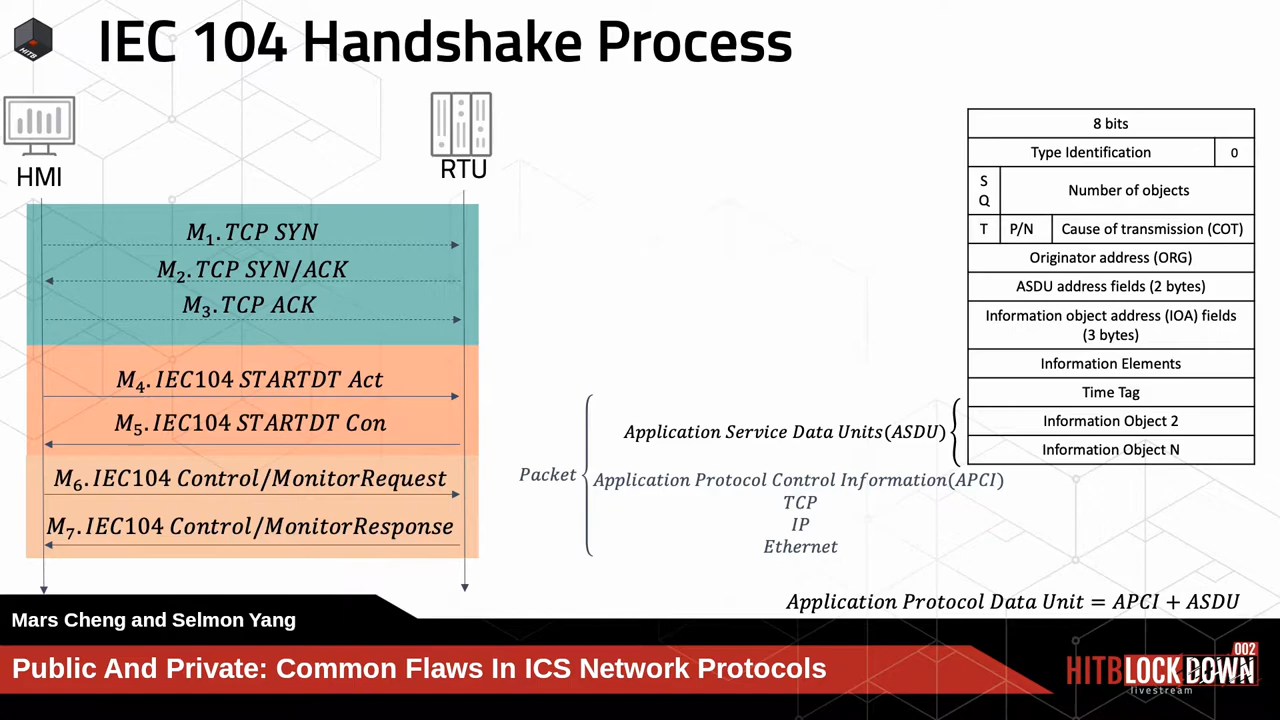 IEC 104 Handshake Process
HITB
HMI
RTU
M₁.TCP SYN
M₂.TCP SYN/ACK
M₃.TCP ACK
M₄.IEC104 STARTDT Act
M₅.IEC104 STARTDT Con
M₆.IEC104 Control/MonitorRequest
M₇.IEC104 Control/MonitorResponse
Packet
Application Service Data Units(ASDU)
Application Protocol Control Information(APCI)
TCP
IP
Ethernet
8 bits
Type Identification 0
S
Q
Number of objects
T P/N Cause of transmission (COT)
Originator address (ORG)
ASDU address fields (2 bytes)
Information object address (IOA) fields
(3 bytes)
Information Elements
Time Tag
Information Object 2
Information Object N
Application Protocol Data Unit = APCI + ASDU
Mars Cheng and Selmon Yang
Public And Private: Common Flaws In ICS Network Protocols
002
HITBLOCKDOWN
livestream